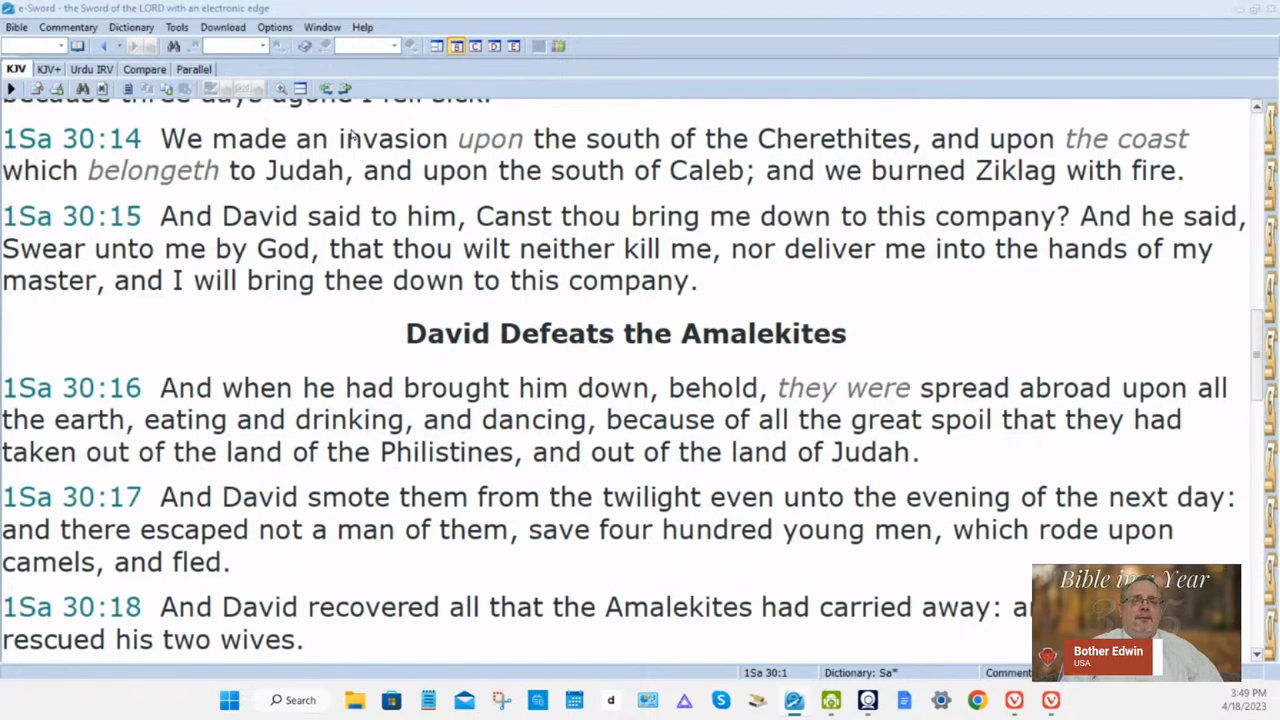 e-Sword - the Sword of the LORD with an electronic edge
Bible Commentary Dictionary Tools Download Options Window Help
KJV KJV+ Urdu IRV Compare Parallel
because three days agone I fell sick.
1Sa 30:14 We made an invasion upon the south of the Cherethites, and upon the coast
which belongeth to Judah, and upon the south of Caleb; and we burned Ziklag with fire.
1Sa 30:15 And David said to him, Canst thou bring me down to this company? And he said,
Swear unto me by God, that thou wilt neither kill me, nor deliver me into the hands of my
master, and I will bring thee down to this company.
David Defeats the Amalekites
1Sa 30:16 And when he had brought him down, behold, they were spread abroad upon all
the earth, eating and drinking, and dancing, because of all the great spoil that they had
taken out of the land of the Philistines, and out of the land of Judah.
1Sa 30:17 And David smote them from the twilight even unto the evening of the next day:
and there escaped not a man of them, save four hundred young men, which rode upon
camels, and fled.
1Sa 30:18 And David recovered all that the Amalekites had carried away:
rescued his two wives.
Bible in a Year
Bother Edwin
USA
1Sa 30:1 Dictionary: Sa* Comment
Search
3:49 PM
4/18/2023